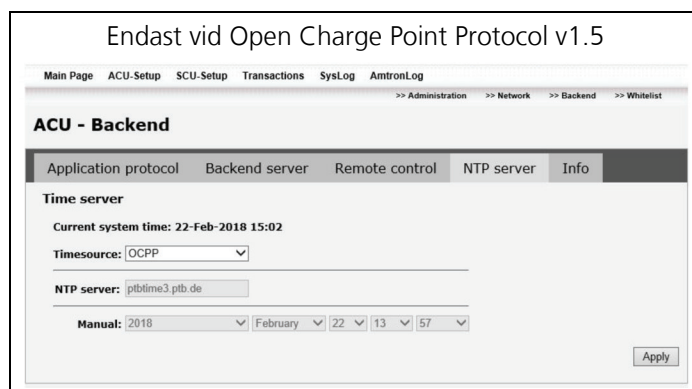 Endast vid Open Charge Point Protocol v1.5
Main Page ACU-Setup SCU-Setup Transactions SysLog AmtronLog
>> Administration >> Network >> Backend >> Whitelist
ACU - Backend
Application protocol Backend server Remote control NTP server Info
Time server
Current system time: 22-Feb-2018 15:02
Timesource: OCPP
NTP server: ptbtime3.ptb.de
Manual: 2018 February 22 13 57
Apply